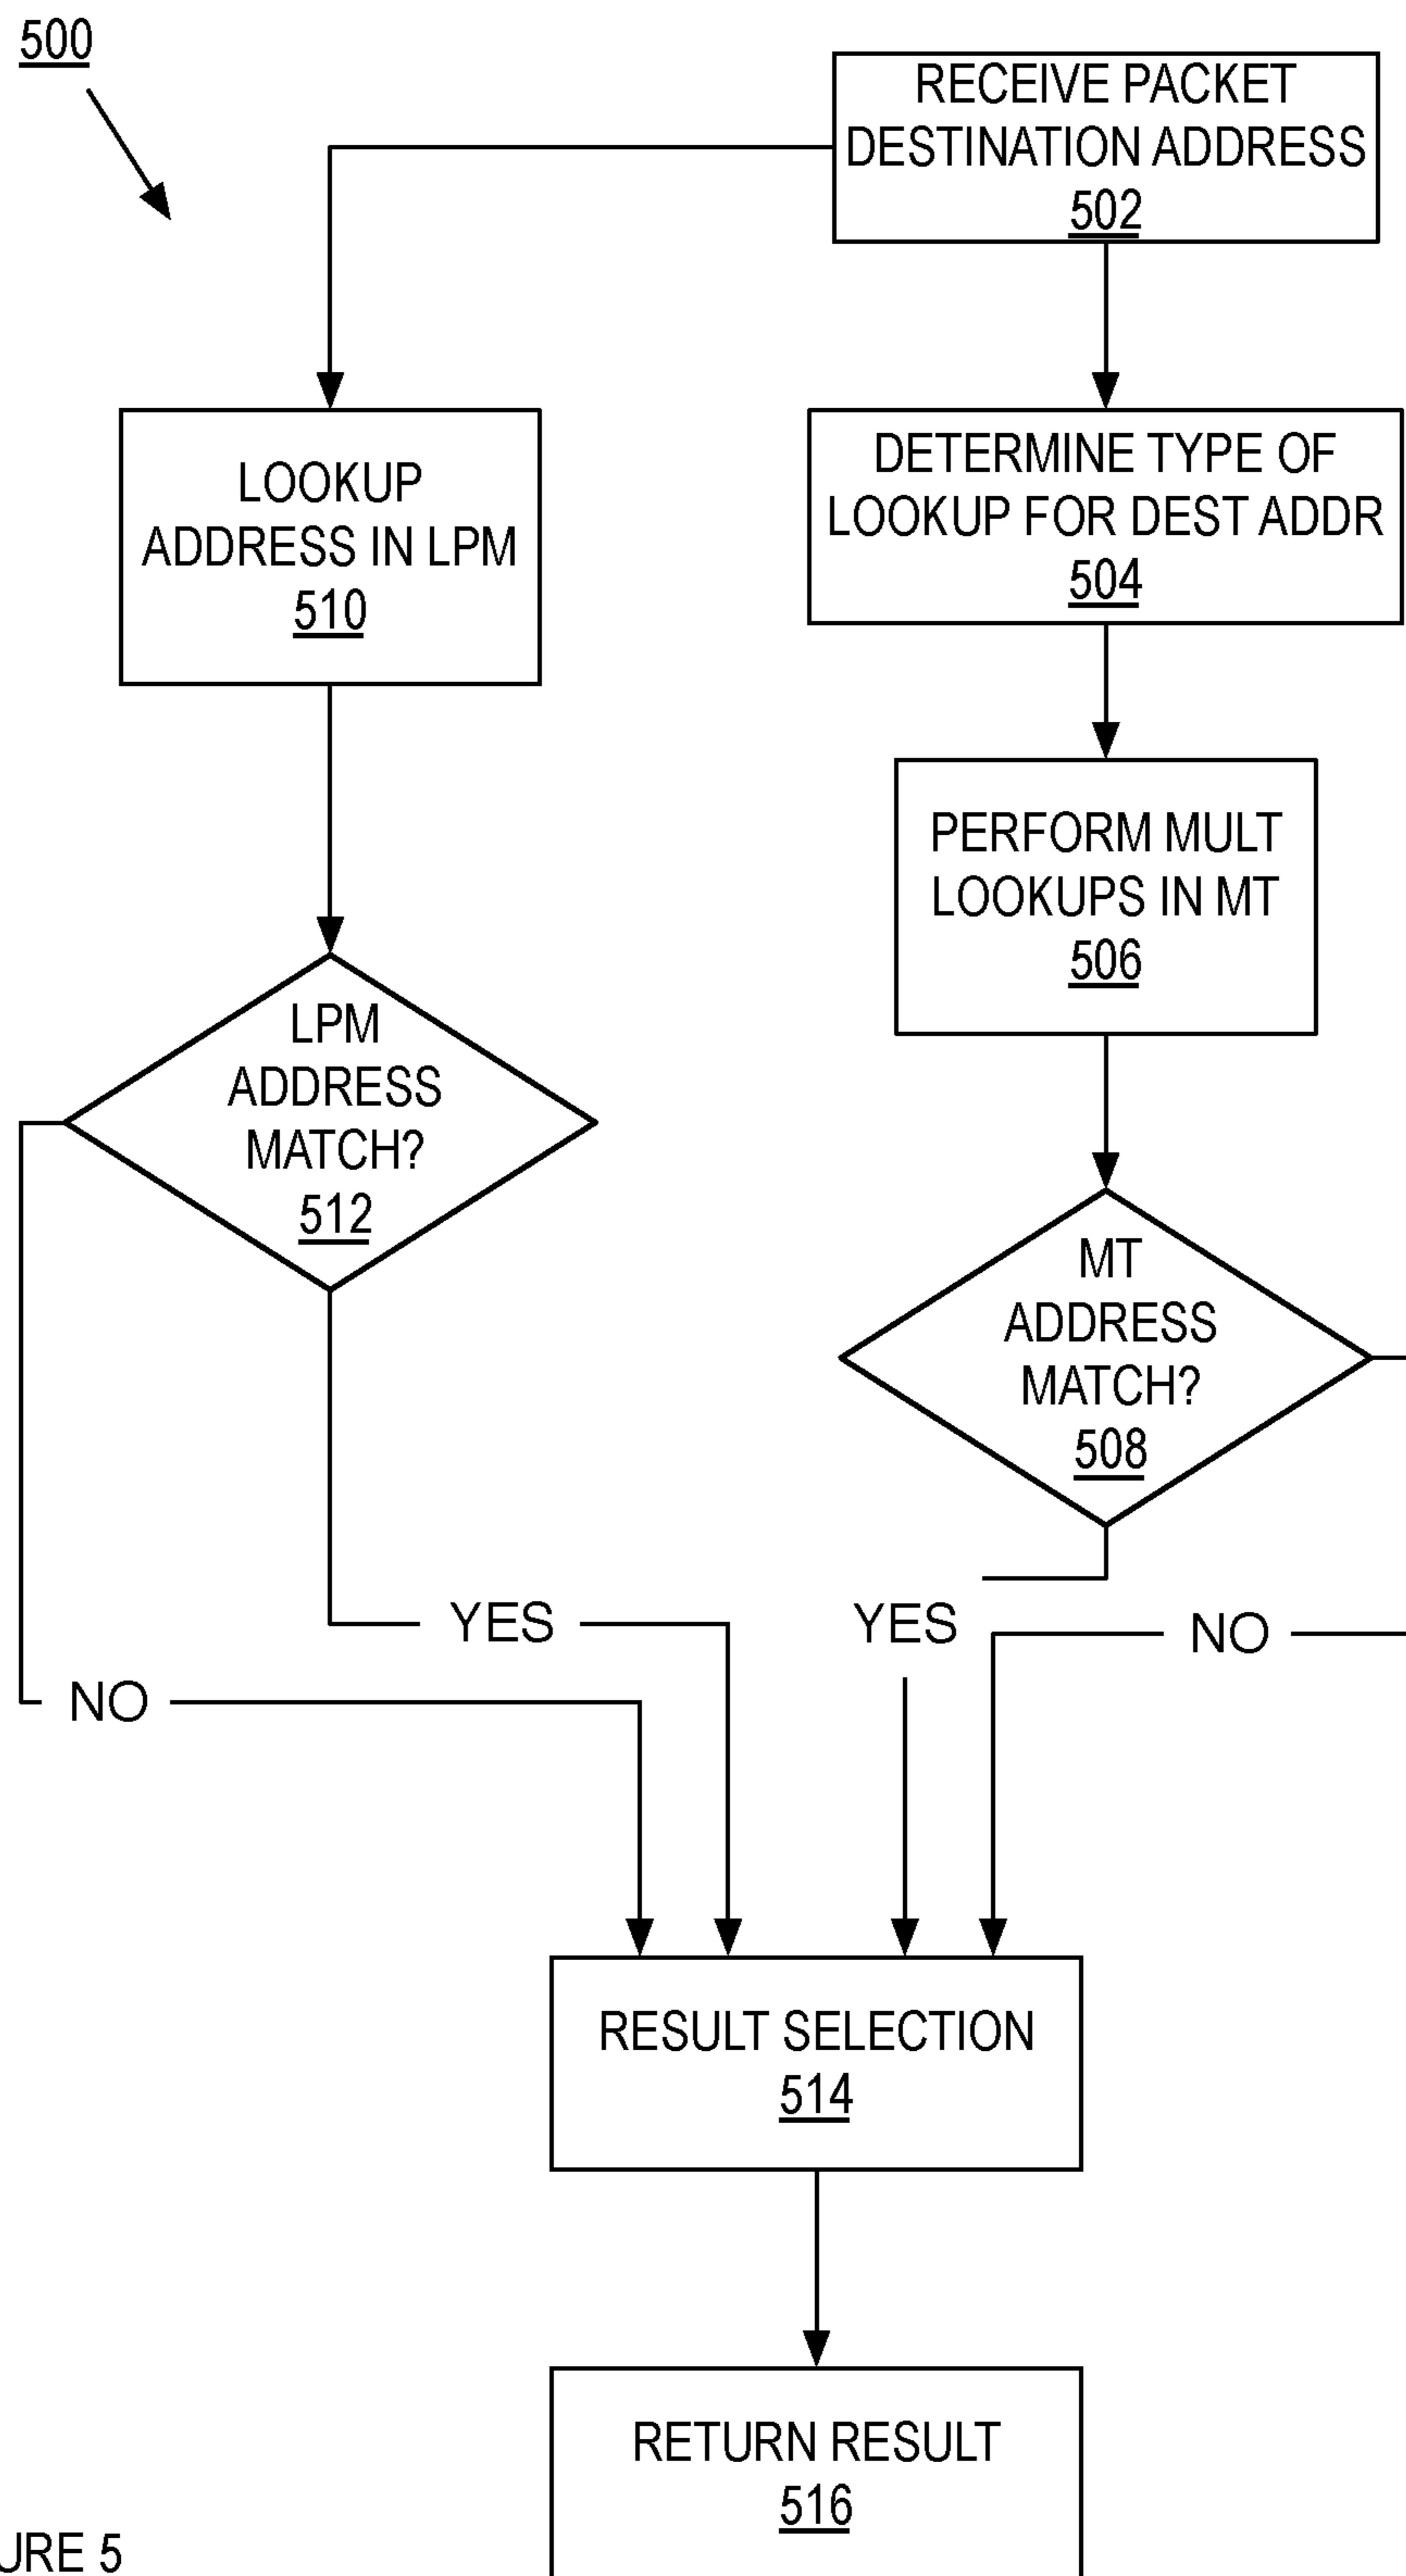 500
RECEIVE PACKET
DESTINATION ADDRESS
502
LOOKUP
ADDRESS IN LPM
510
DETERMINE TYPE OF
LOOKUP FOR DEST ADDR
504
PERFORM MULT
LOOKUPS IN MT
506
LPM
ADDRESS
MATCH?
512
MT
ADDRESS
MATCH?
508
YES
YES
NO
NO
RESULT SELECTION
514
RETURN RESULT
516
URE 5